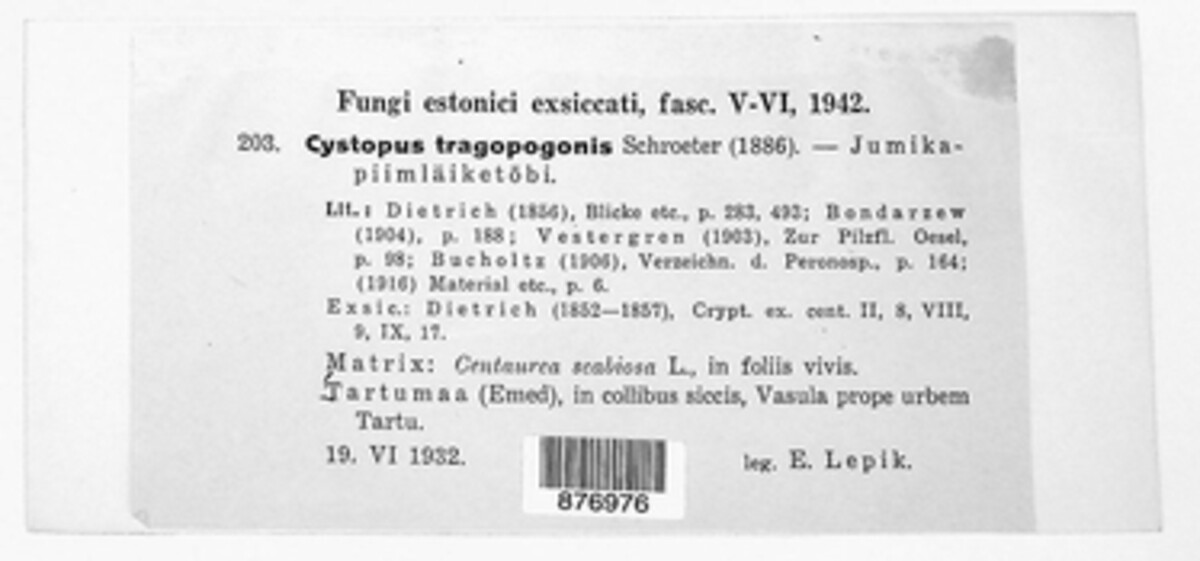 Fungi estonici exsiccati, fasc. V-VI, 1942.
203. Cystopus tragopogonis Schroeter (1886). — Jumika-
piimläiketõbi.
Lit.: Dietrich (1856), Blicke etc., p. 283, 493; Bondarzew
(1904), p. 188; Vestergren (1903), Zur Pilzfl. Oesel,
p. 98; Bucholtz (1906), Verzeichn. d. Peronosp., p. 164;
(1916) Material etc., p. 6.
Exsic.: Dietrich (1852—1857), Crypt. ex. cent. II, 8, VIII,
9, IX, 17.
Matrix: Centaurea scabiosa L., in foliis vivis.
Tartumaa (Emed), in collibus siccis, Vasula prope urbem
Tartu.
19. VI 1932. leg. E. Lepik.
876976